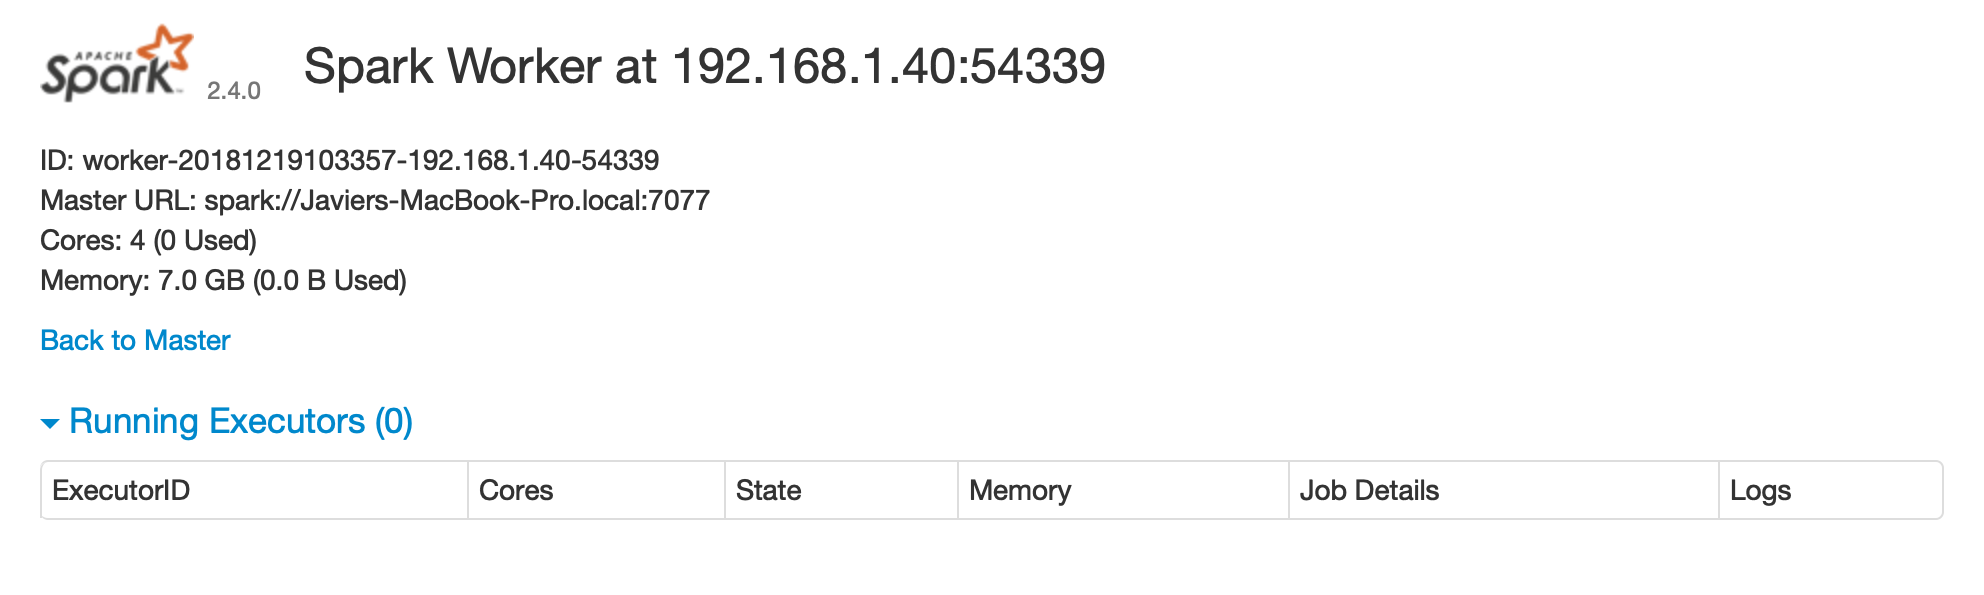 APACHE
Spark™ 2.4.0 Spark Worker at 192.168.1.40:54339
ID: worker-20181219103357-192.168.1.40-54339
Master URL: spark://Javiers-MacBook-Pro.local:7077
Cores: 4 (0 Used)
Memory: 7.0 GB (0.0 B Used)
Back to Master
Running Executors (0)
ExecutorID Cores State Memory Job Details Logs